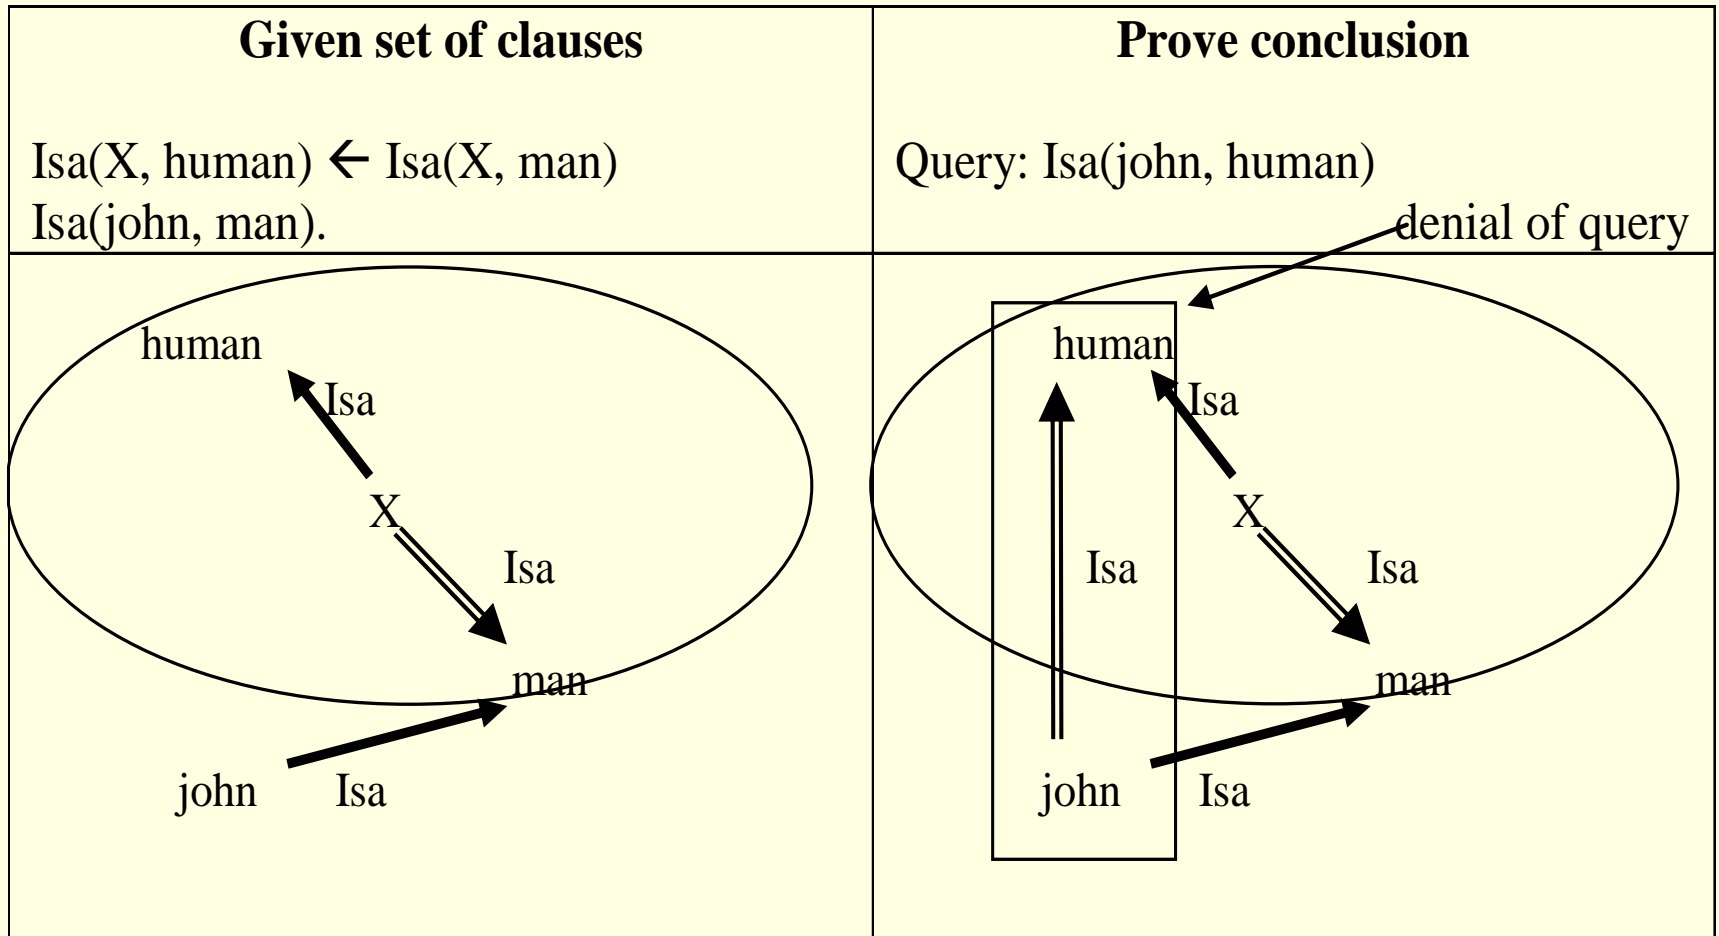 Given set of clauses
Isa(X, human) ← Isa(X, man)
Isa(john, man).
Prove conclusion
Query: Isa(john, human)
denial of query
human
Isa
X
Isa
man
john Isa
human
Isa
X
Isa
Isa
man
john Isa